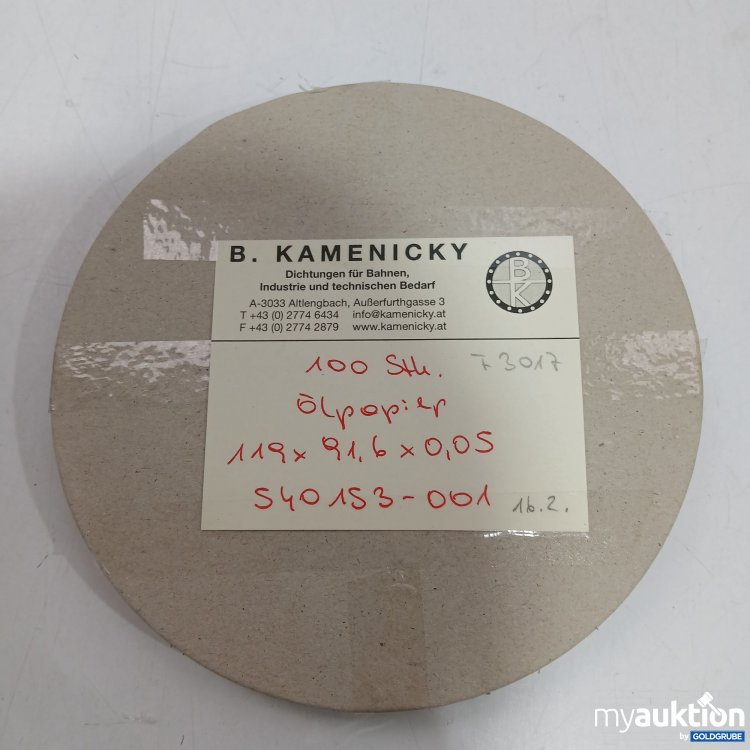 B. KAMENICKY
Dichtungen für Bahnen,
Industrie und technischen Bedarf
A-3033 Altlengbach, Außerfurthgasse 3
T +43 (0) 2774 6434 info@kamenicky.at
F +43 (0) 2774 2879 www.kamenicky.at
BK
100 Stk. F3017
Ölpapier
119 x 91,6 x 0,05
540153-001 16.2.
myauktion
by GOLDGRUBE